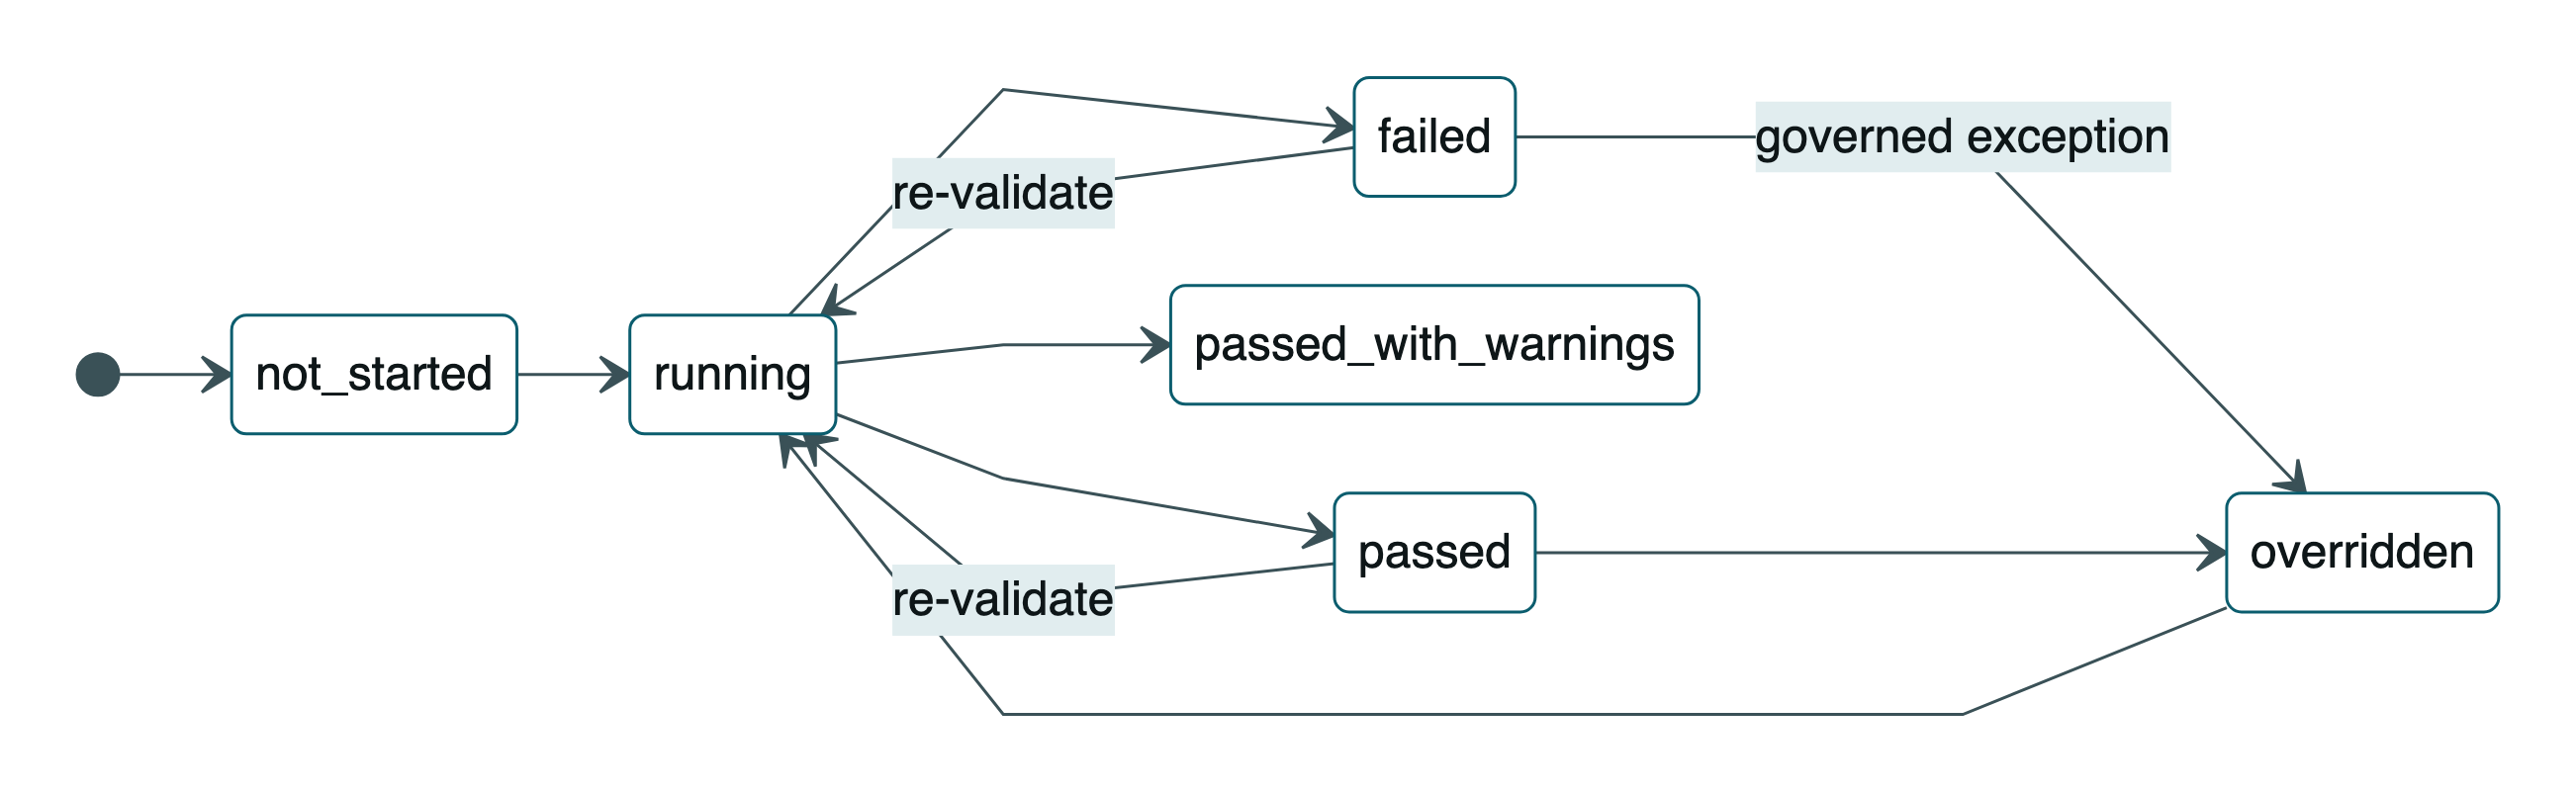 failed
governed exception
re-validate
passed_with_warnings
not_started
running
passed
overridden
re-validate